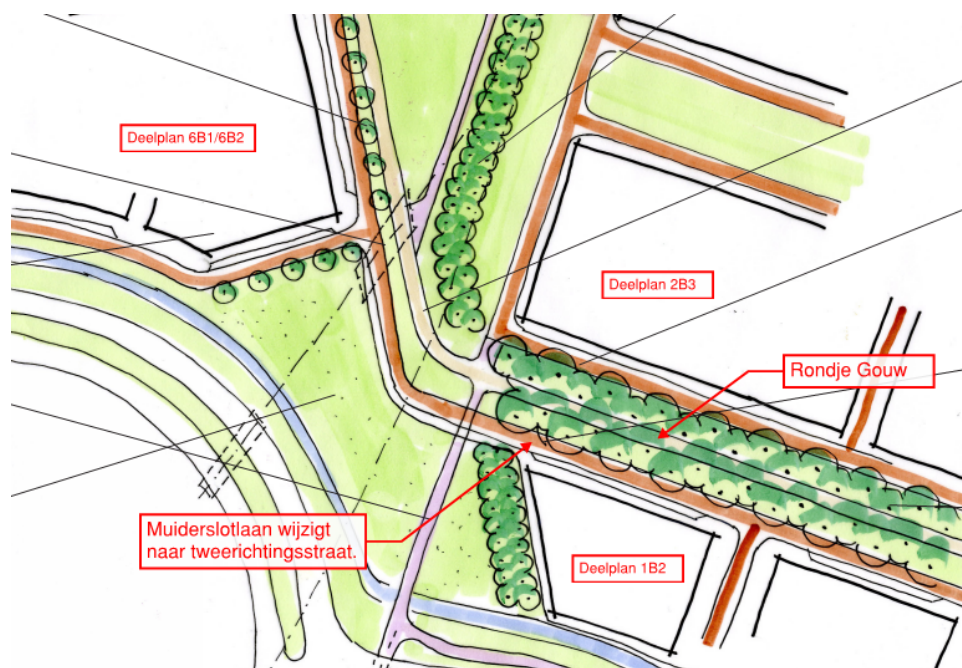 Deelplan 6B1/6B2
Deelplan 2B3
Rondje Gouw
Muiderslotlaan wijzigt
naar tweerichtingsstraat.
Deelplan 1B2